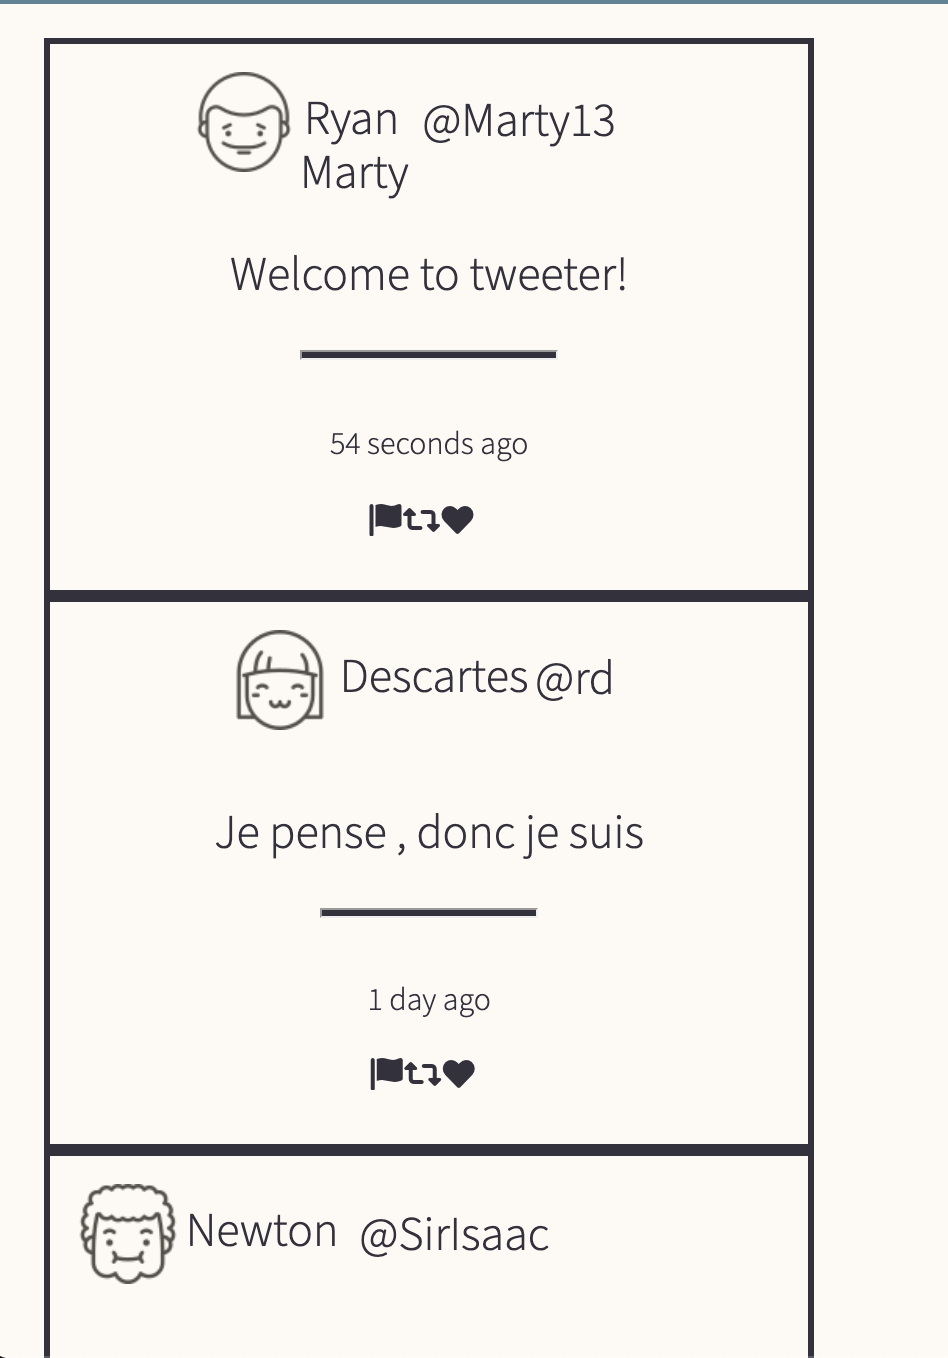 Ryan @Marty13
Marty
Welcome to tweeter!
54 seconds ago
Descartes @rd
Je pense , donc je suis
1 day ago
Newton @SirIsaac